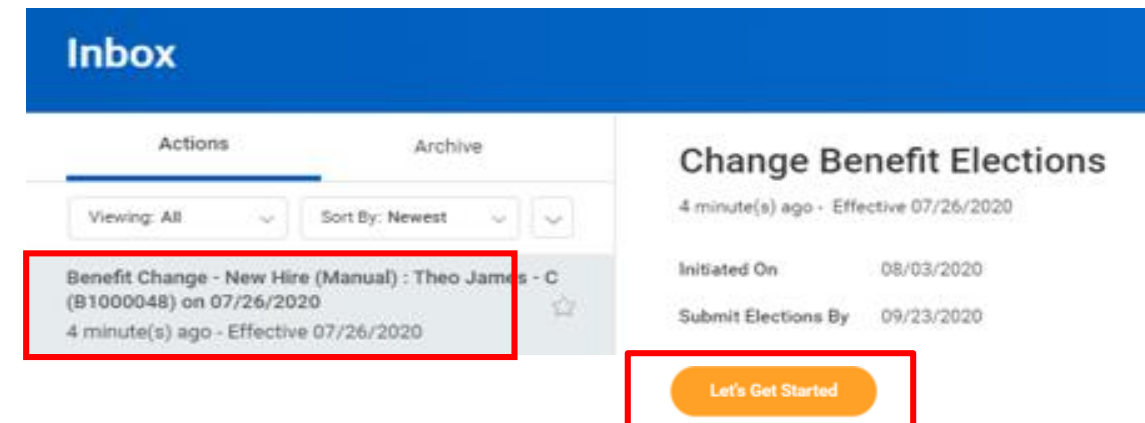 Inbox
Actions
Archive
Viewing: All
Sort By: Newest
Benefit Change - New Hire (Manual) : Theo James - C
(B1000048) on 07/26/2020
4 minute(s) ago - Effective 07/26/2020
Change Benefit Elections
4 minute(s) ago - Effective 07/26/2020
Initiated On 08/03/2020
Submit Elections By 09/23/2020
Let's Get Started